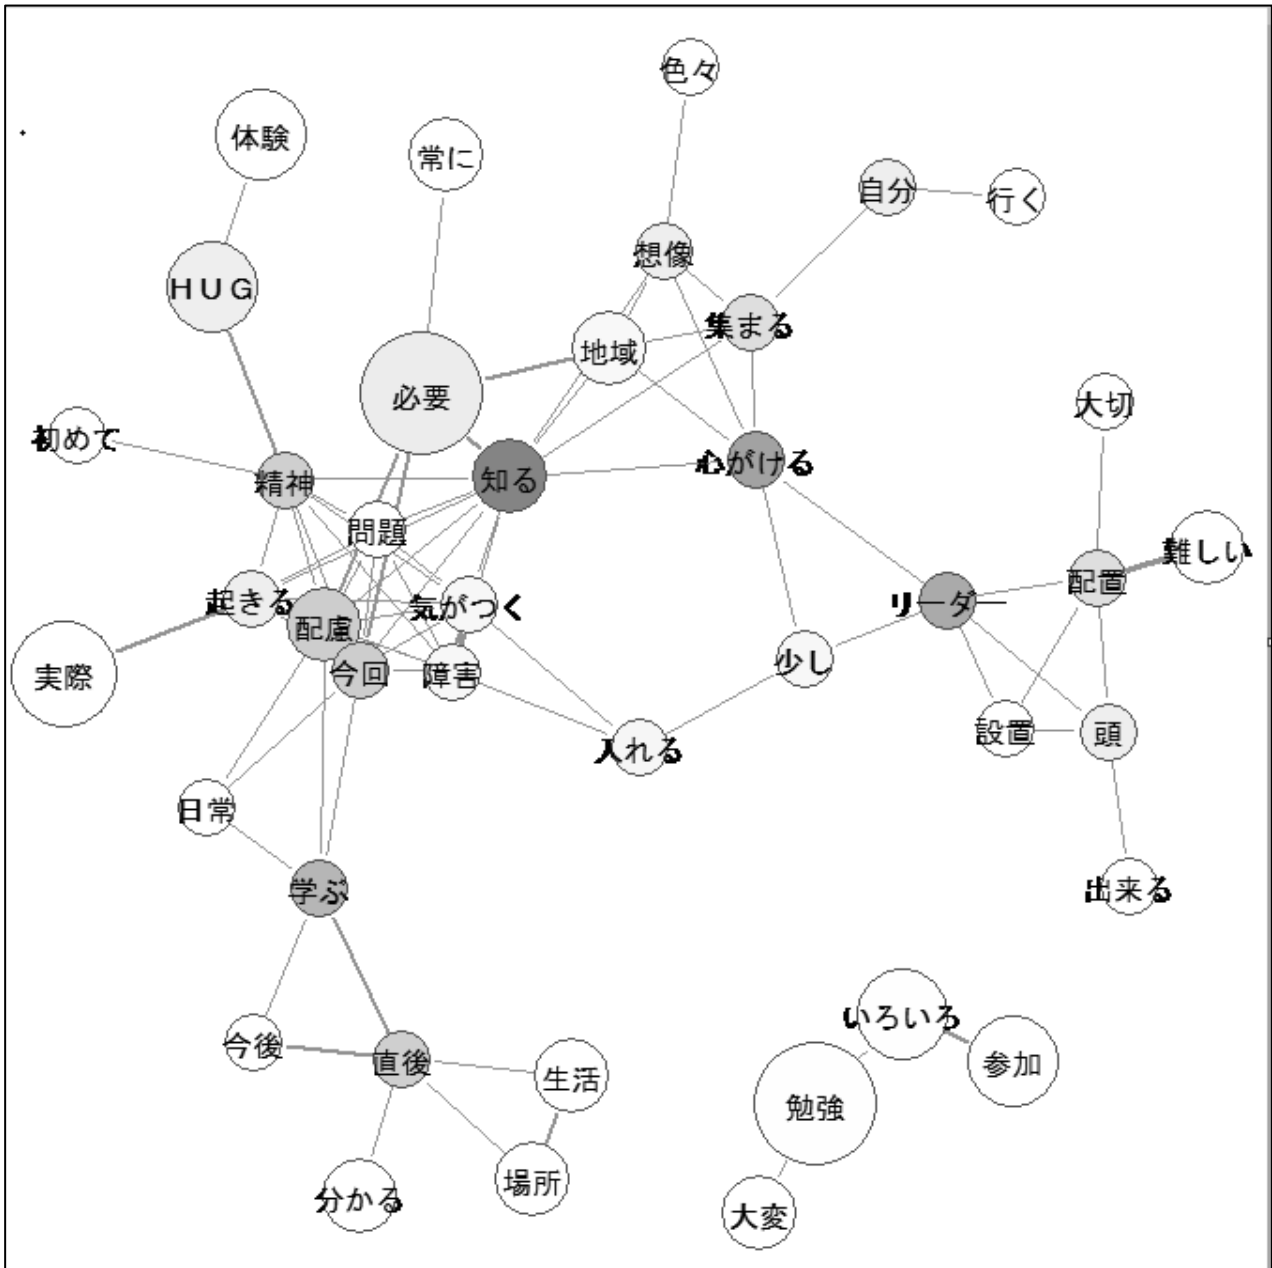 色々
体験
常に
自分
行く
想像
HUG
集まる
地域
必要
大切
初めて
精神
知る
心がける
問題
難しい
配置
起きる
配慮
気がつく
リーダー
実際
今回
障害
少し
設置
頭
入れる
日常
学ぶ
出来る
いろいろ
今後
直後
生活
参加
勉強
場所
分かる
大変